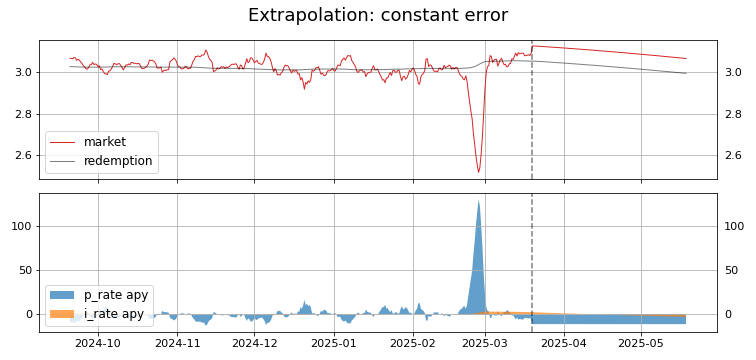 Extrapolation: constant error
3.0
2.8
2.6
market
redemption
3.0
2.8
2.6
100
50
0
p_rate apy
i_rate apy
100
50
0
2024-10 2024-11 2024-12 2025-01 2025-02 2025-03 2025-04 2025-05